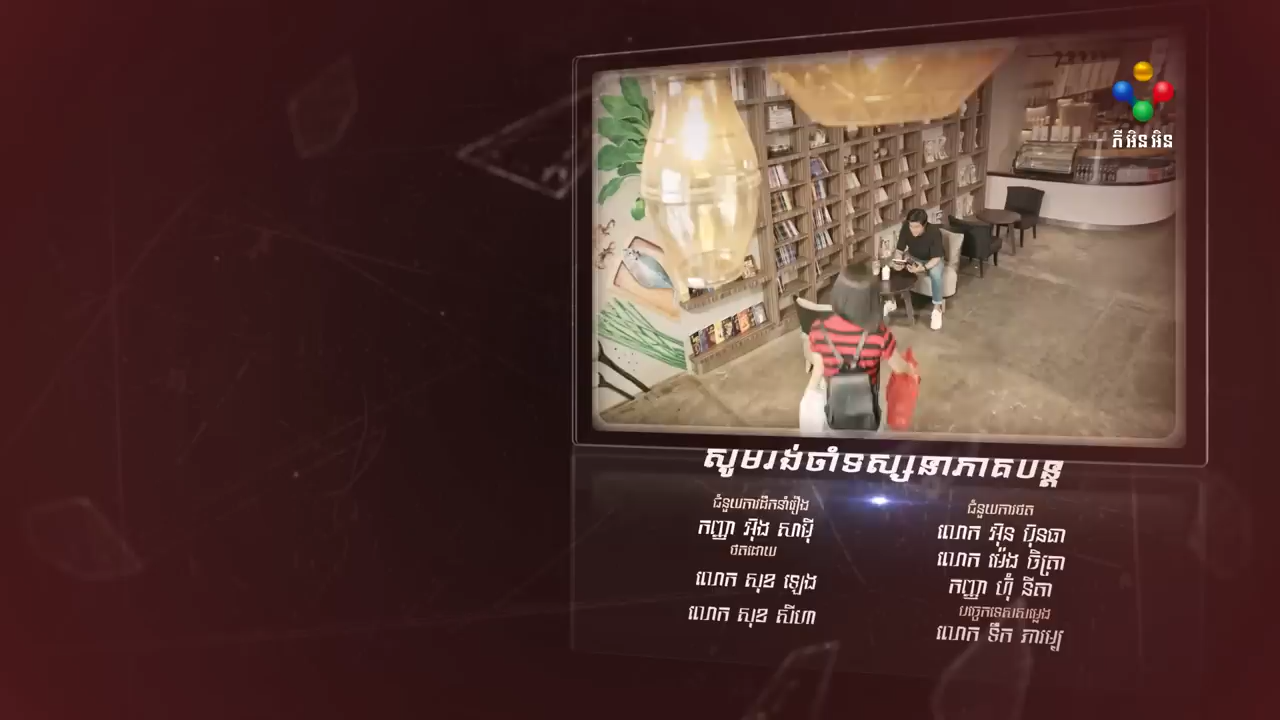 ភីអិនអិន
សូមរង់ចាំទស្សនាភាគបន្ត
ជំនួយការដឹកនាំរឿង
កញ្ញា អ៊ុង សាម៉ី
ថតដោយ
លោក សុខ ឡេង
លោក សុខ សីហា
ជំនួយការថត
លោក អ៊ុន ប៊ុនធា
លោក ម៉េង ចិត្រា
កញ្ញា ហ៊ុំ នីតា
បច្ចេកទេសសម្លេង
លោក ទឹក ភារម្យ